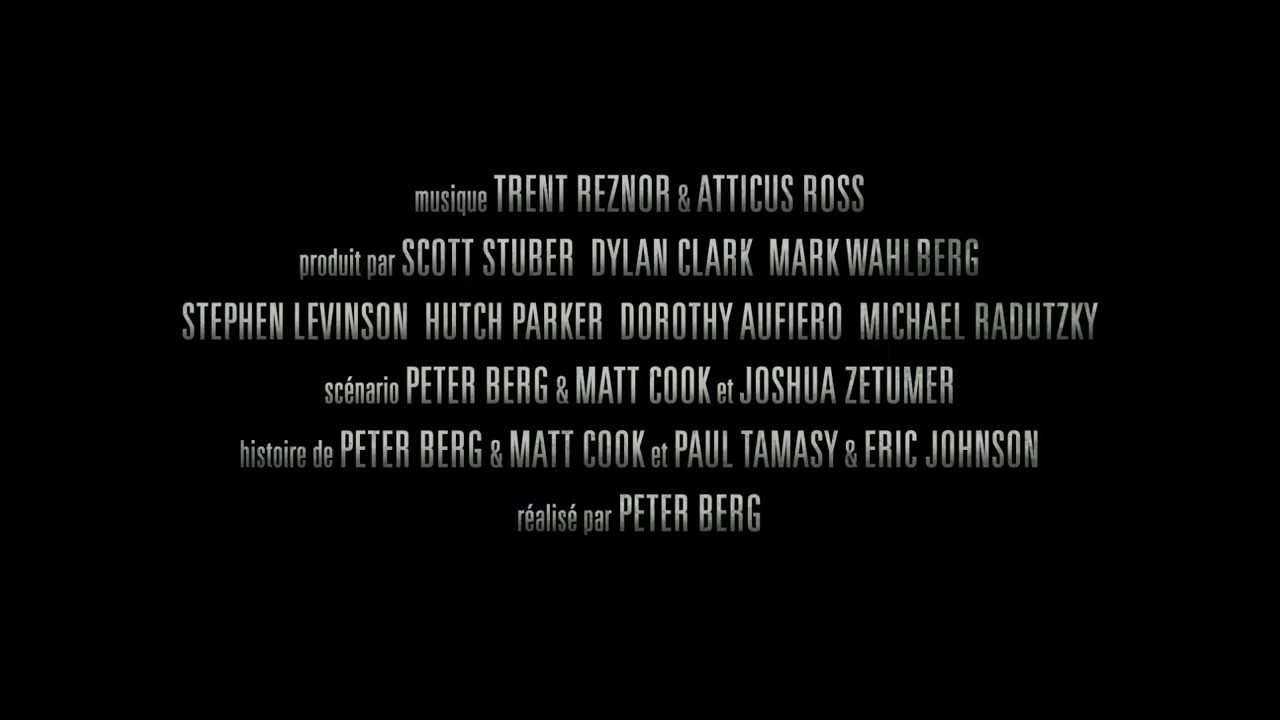 musique TRENT REZNOR & ATTICUS ROSS
produit par SCOTT STUBER DYLAN CLARK MARK WAHLBERG
STEPHEN LEVINSON HUTCH PARKER DOROTHY AUFIERO MICHAEL RADUTZKY
scénario PETER BERG & MATT COOK et JOSHUA ZETUMER
histoire de PETER BERG & MATT COOK et PAUL TAMASY & ERIC JOHNSON
réalisé par PETER BERG